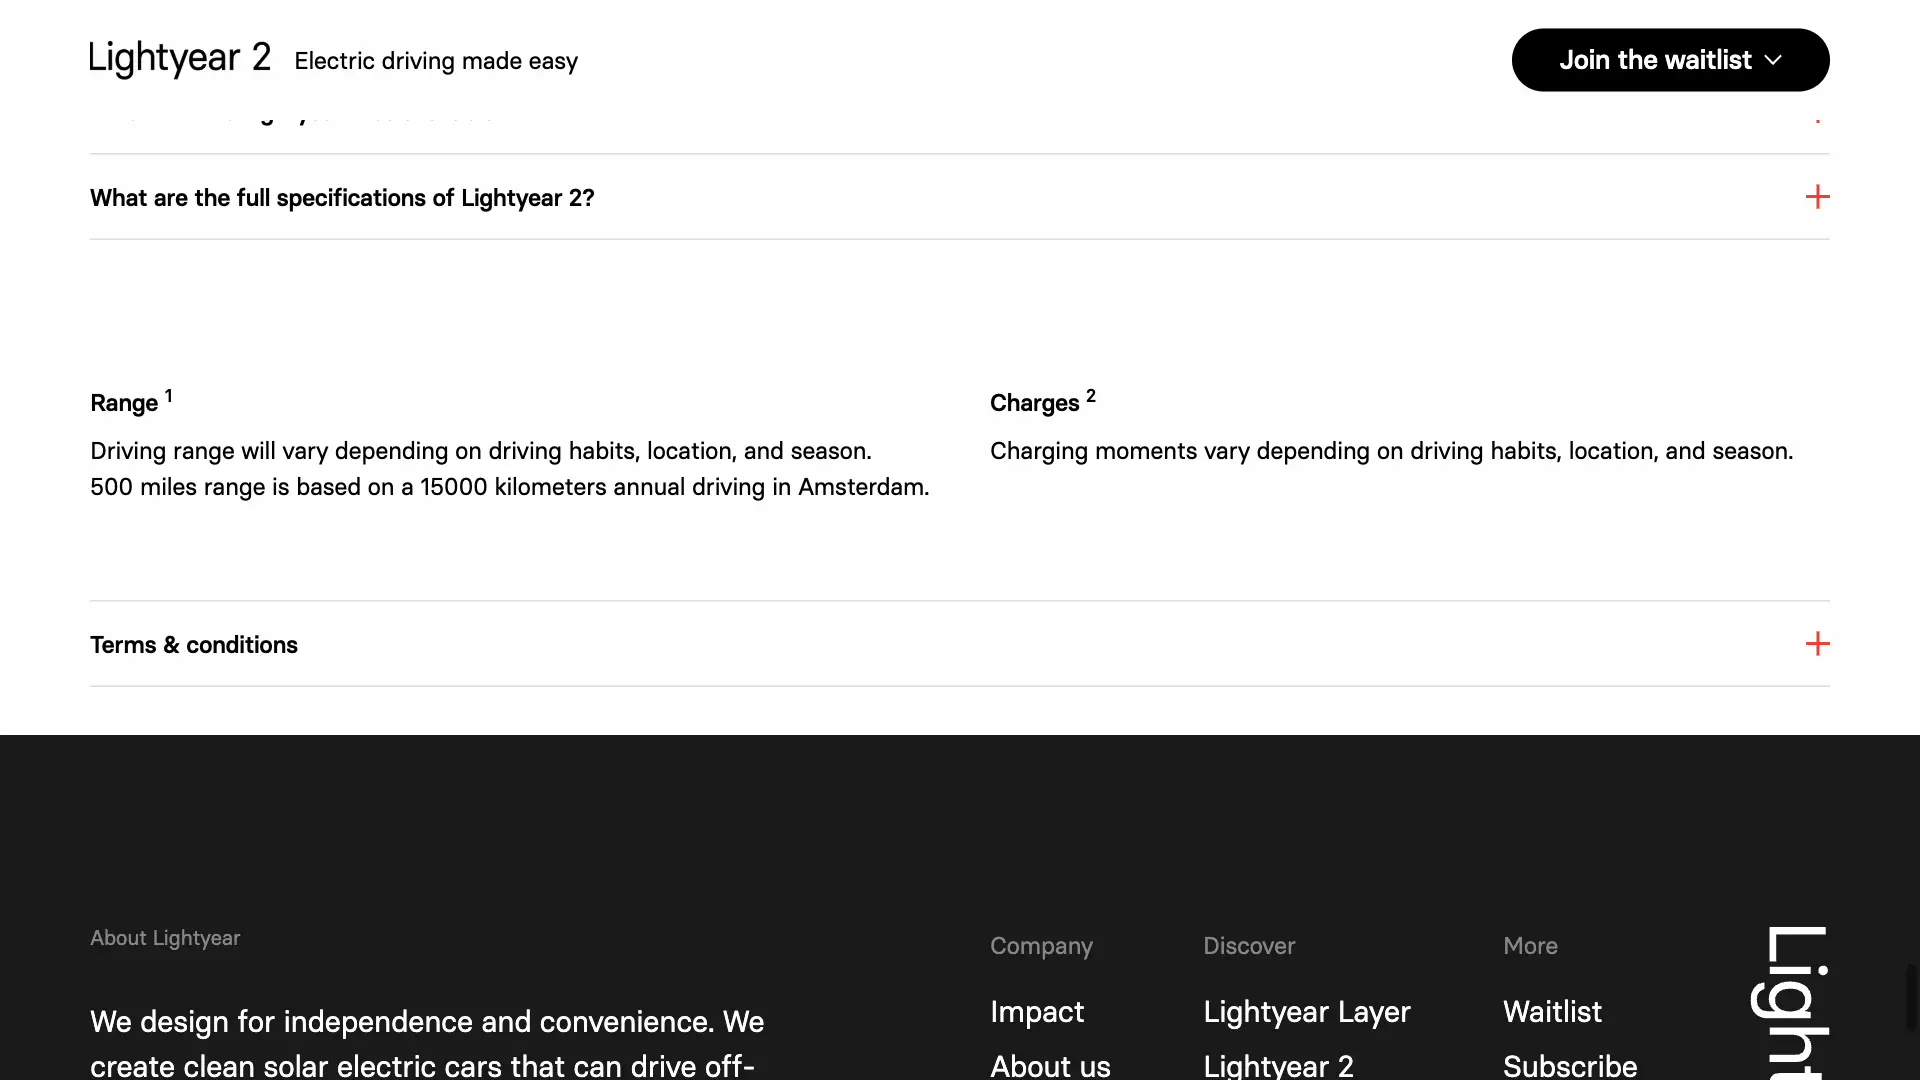 Lightyear 2 Electric driving made easy
Join the waitlist
What are the full specifications of Lightyear 2?
Range 1
Driving range will vary depending on driving habits, location, and season.
500 miles range is based on a 15000 kilometers annual driving in Amsterdam.
Charges 2
Charging moments vary depending on driving habits, location, and season.
Terms & conditions
About Lightyear
We design for independence and convenience. We
create clean solar electric cars that can drive off-
Company
Impact
About us
Discover
Lightyear Layer
Lightyear 2
More
Waitlist
Subscribe
Light